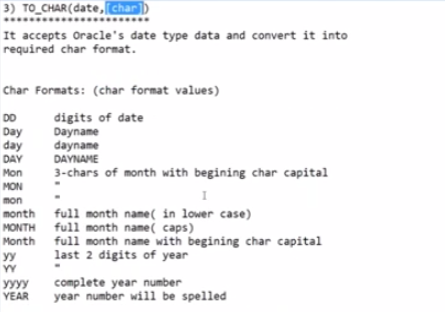 3) TO_CHAR(date,[char])
************************
It accepts Oracle's date type data and convert it into
required char format.
Char Formats: (char format values)
DD digits of date
Day Dayname
day dayname
DAY DAYNAME
Mon 3-chars of month with begining char capital
MON "
mon "
month full month name( in lower case)
MONTH full month name( caps)
Month full month name with begining char capital
yy last 2 digits of year
YY "
yyyy complete year number
YEAR year number will be spelled